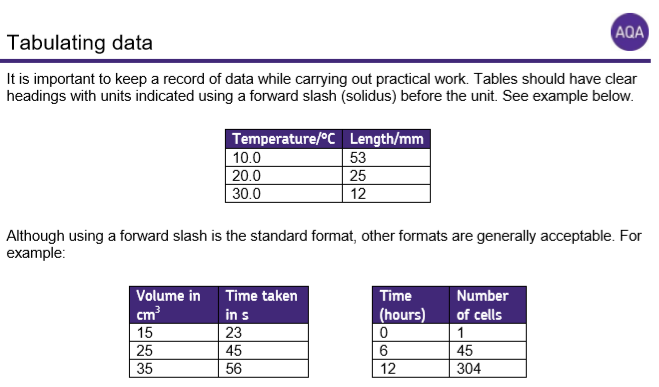 AQA
Tabulating data
It is important to keep a record of data while carrying out practical work. Tables should have clear
headings with units indicated using a forward slash (solidus) before the unit. See example below.
Temperature/ºC Length/mm
10.0 53
20.0 25
30.0 12
Although using a forward slash is the standard format, other formats are generally acceptable. For
example:
Volume in Time taken
cm³ in s
15 23
25 45
35 56
Time Number
(hours) of cells
0 1
6 45
12 304